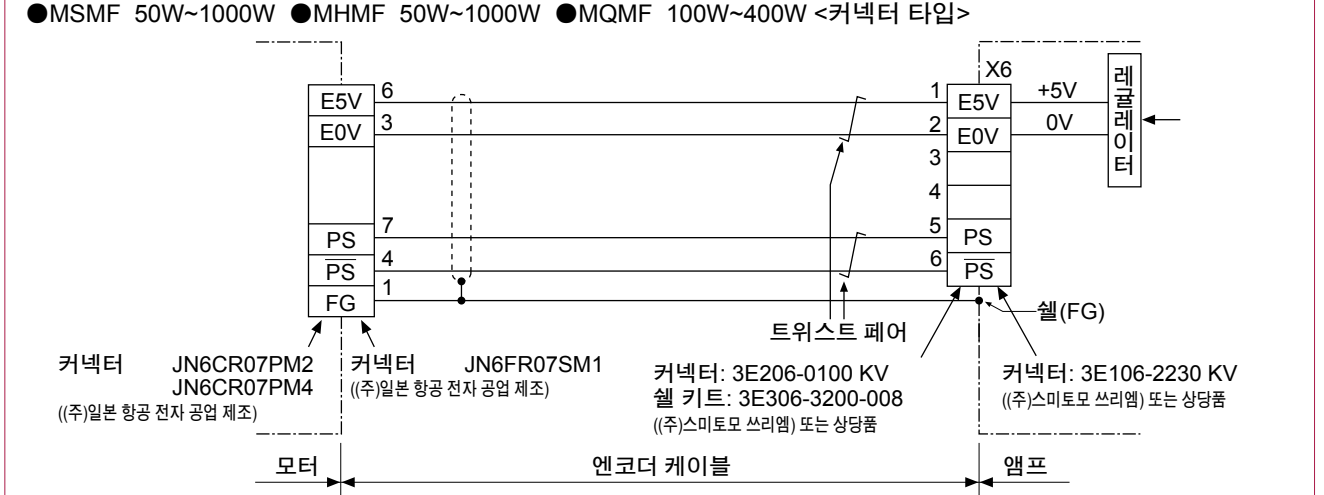 ●MSMF 50W~1000W ●MHMF 50W~1000W ●MQMF 100W~400W <커넥터 타입>
X6
E5V 6 1 E5V +5V
E0V 3 2 E0V 0V
레귤레이터
3
4
PS 7 5 PS
PS 4 6 PS
FG 1
쉘(FG)
트위스트 페어
커넥터 JN6CR07PM2
JN6CR07PM4
((주)일본 항공 전자 공업 제조)
커넥터 JN6FR07SM1
((주)일본 항공 전자 공업 제조)
커넥터: 3E206-0100 KV
쉘 키트: 3E306-3200-008
((주)스미토모 쓰리엠) 또는 상당품
커넥터: 3E106-2230 KV
((주)스미토모 쓰리엠) 또는 상당품
모터 엔코더 케이블 앰프